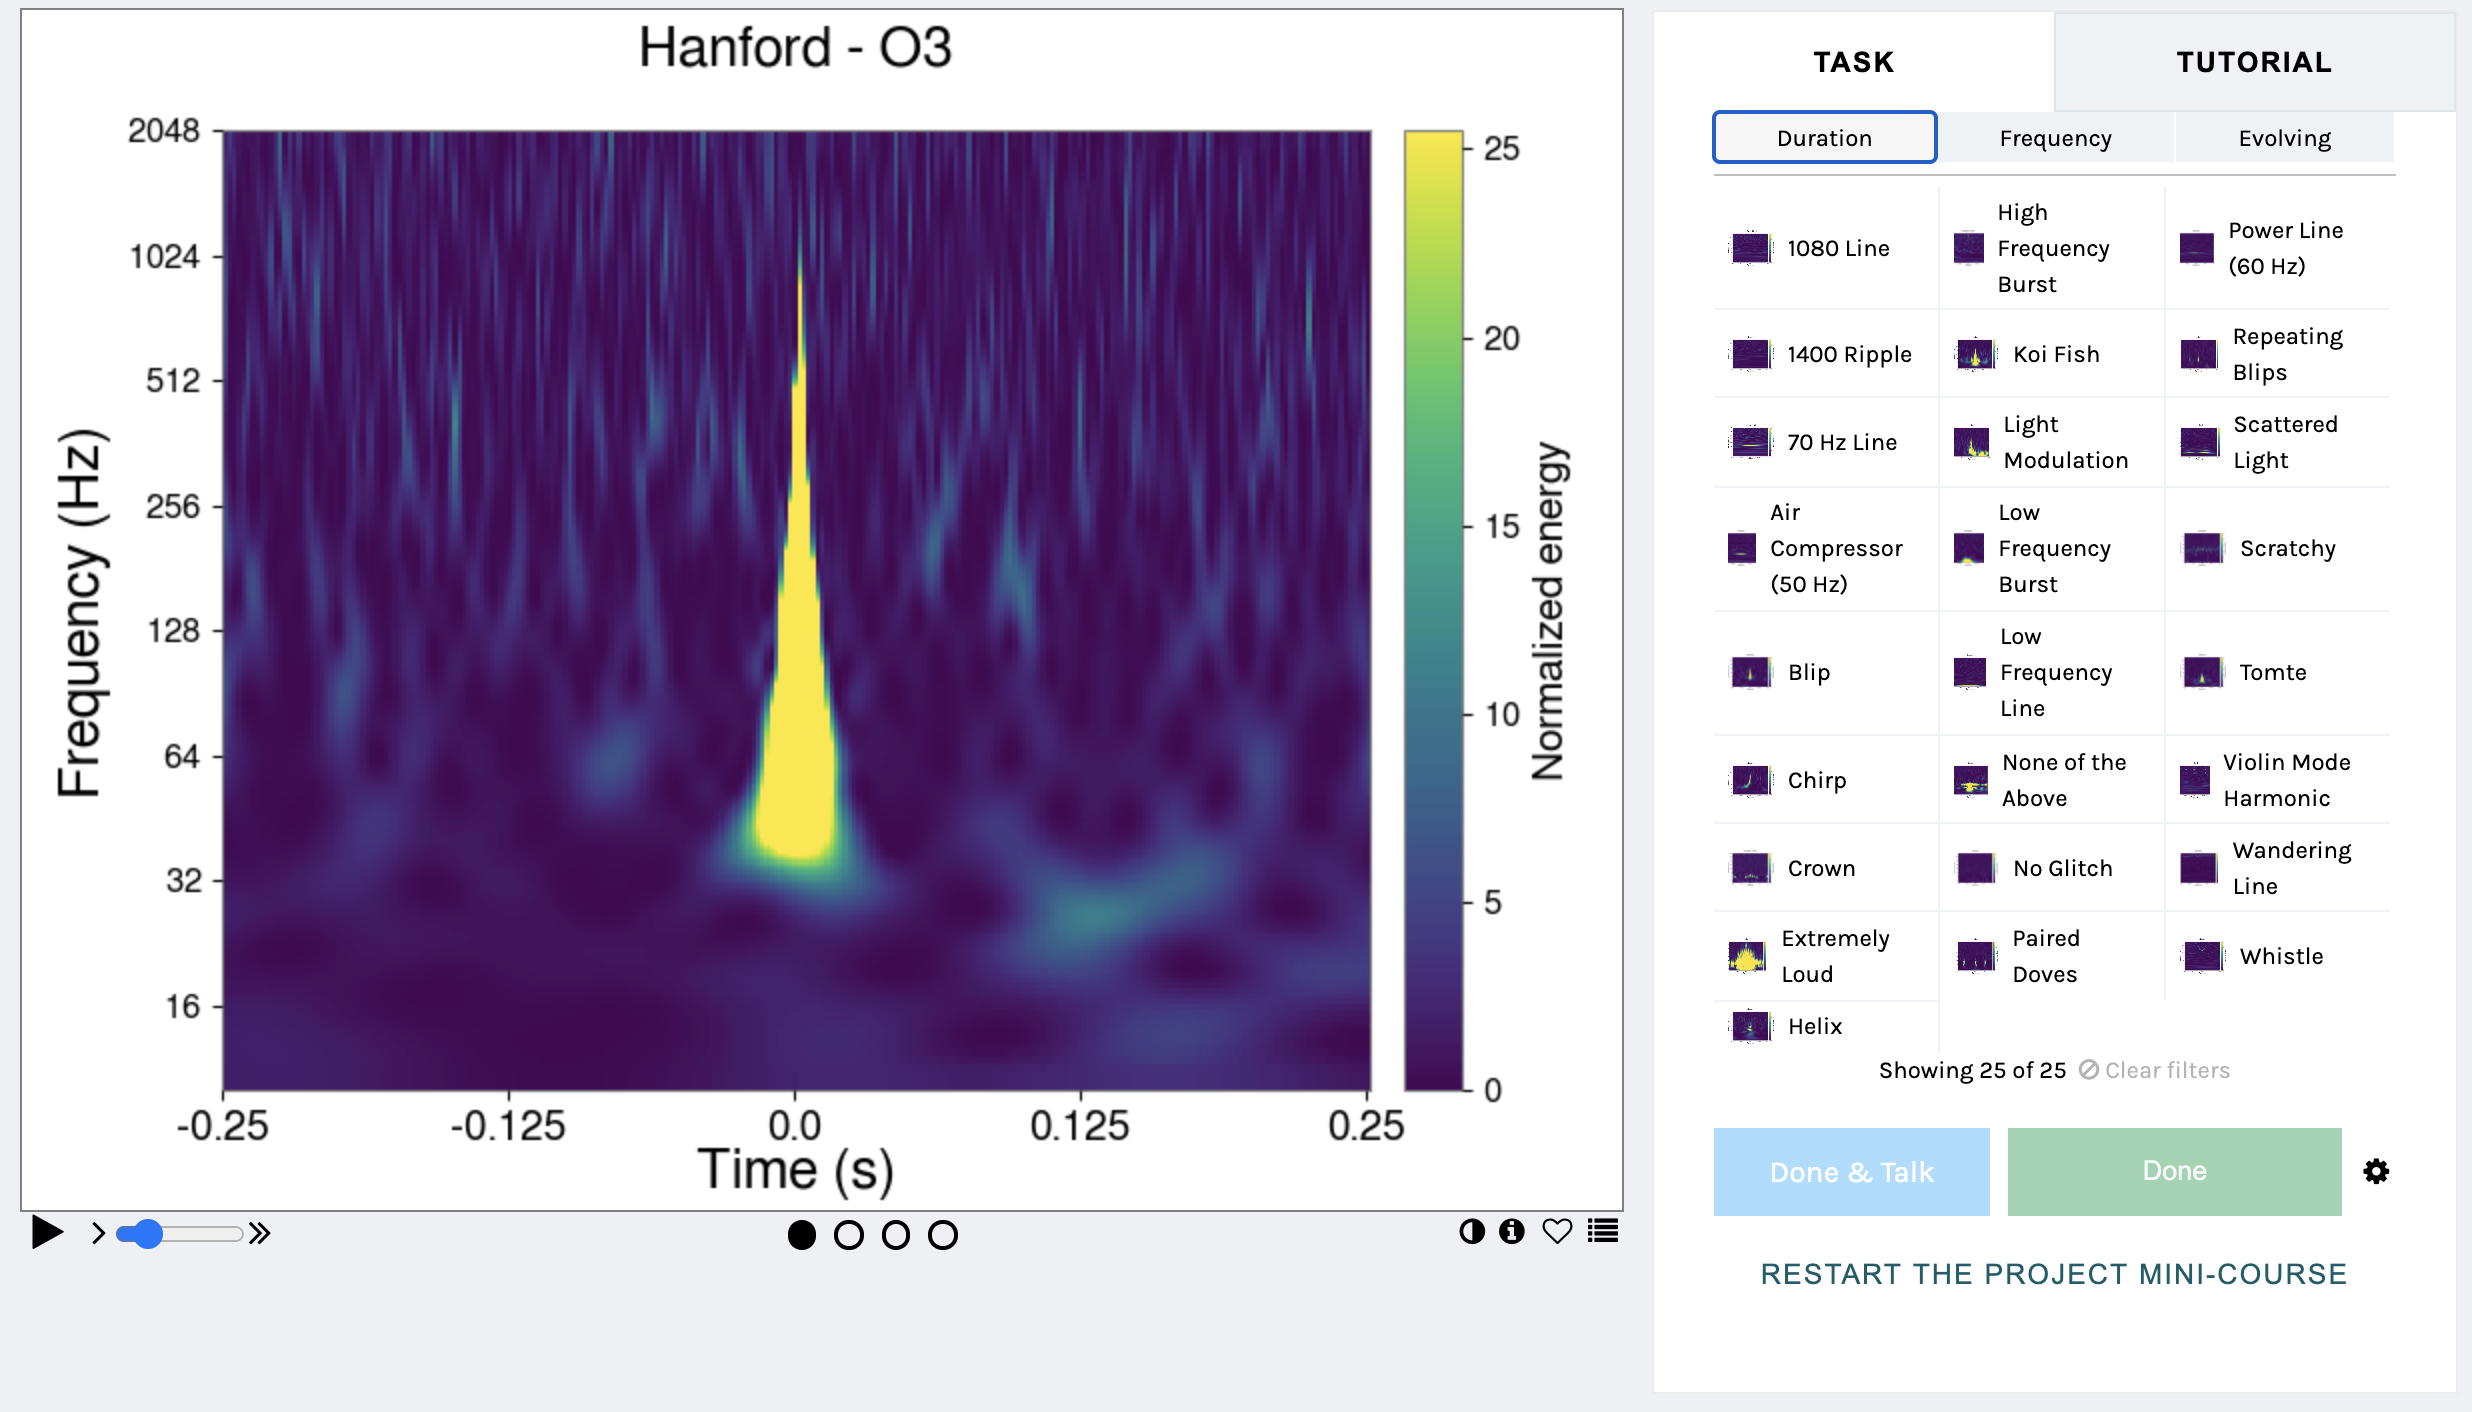 Hanford - O3
2048
1024
512
256
128
64
32
16
Frequency (Hz)
-0.25
-0.125
0.0
0.125
0.25
Time (s)
25
20
15
10
5
0
Normalized energy
TASK
TUTORIAL
Duration
Frequency
Evolving
1080 Line
High
Frequency
Burst
Power Line
(60 Hz)
1400 Ripple
Koi Fish
Repeating
Blips
70 Hz Line
Light
Modulation
Scattered
Light
Air
Compressor
(50 Hz)
Low
Frequency
Burst
Scratchy
Blip
Low
Frequency
Line
Tomte
Chirp
None of the
Above
Violin Mode
Harmonic
Crown
No Glitch
Wandering
Line
Extremely
Loud
Paired
Doves
Whistle
Helix
Showing 25 of 25
Clear filters
Done & Talk
Done
RESTART THE PROJECT MINI-COURSE